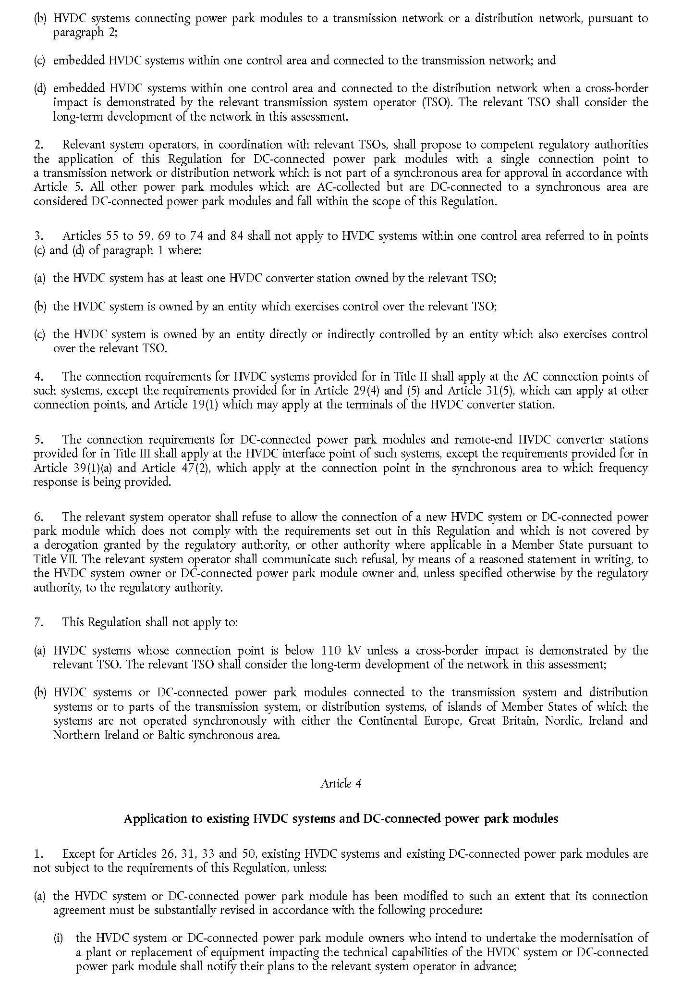 (b) HVDC systems connecting power park modules to a transmission network or a distribution network, pursuant to
paragraph 2;
(c) embedded HVDC systems within one control area and connected to the transmission network; and
(d) embedded HVDC systems within one control area and connected to the distribution network when a cross-border
impact is demonstrated by the relevant transmission system operator (TSO). The relevant TSO shall consider the
long-term development of the network in this assessment.
2. Relevant system operators, in coordination with relevant TSOs, shall propose to competent regulatory authorities
the application of this Regulation for DC-connected power park modules with a single connection point to
a transmission network or distribution network which is not part of a synchronous area for approval in accordance with
Article 5. All other power park modules which are AC-collected but are DC-connected to a synchronous area are
considered DC-connected power park modules and fall within the scope of this Regulation.
3. Articles 55 to 59, 69 to 74 and 84 shall not apply to HVDC systems within one control area referred to in points
(c) and (d) of paragraph 1 where:
(a) the HVDC system has at least one HVDC converter station owned by the relevant TSO;
(b) the HVDC system is owned by an entity which exercises control over the relevant TSO;
(c) the HVDC system is owned by an entity directly or indirectly controlled by an entity which also exercises control
over the relevant TSO.
4. The connection requirements for HVDC systems provided for in Title II shall apply at the AC connection points of
such systems, except the requirements provided for in Article 29(4) and (5) and Article 31(5), which can apply at other
connection points, and Article 19(1) which may apply at the terminals of the HVDC converter station.
5. The connection requirements for DC-connected power park modules and remote-end HVDC converter stations
provided for in Title III shall apply at the HVDC interface point of such systems, except the requirements provided for in
Article 39(1)(a) and Article 47(2), which apply at the connection point in the synchronous area to which frequency
response is being provided.
6. The relevant system operator shall refuse to allow the connection of a new HVDC system or DC-connected power
park module which does not comply with the requirements set out in this Regulation and which is not covered by
a derogation granted by the regulatory authority, or other authority where applicable in a Member State pursuant to
Title VII. The relevant system operator shall communicate such refusal, by means of a reasoned statement in writing, to
the HVDC system owner or DC-connected power park module owner and, unless specified otherwise by the regulatory
authority, to the regulatory authority.
7. This Regulation shall not apply to:
(a) HVDC systems whose connection point is below 110 kV unless a cross-border impact is demonstrated by the
relevant TSO. The relevant TSO shall consider the long-term development of the network in this assessment;
(b) HVDC systems or DC-connected power park modules connected to the transmission system and distribution
systems or to parts of the transmission system, or distribution systems, of islands of Member States of which the
systems are not operated synchronously with either the Continental Europe, Great Britain, Nordic, Ireland and
Northern Ireland or Baltic synchronous area.
Article 4
Application to existing HVDC systems and DC-connected power park modules
1. Except for Articles 26, 31, 33 and 50, existing HVDC systems and existing DC-connected power park modules are
not subject to the requirements of this Regulation, unless:
(a) the HVDC system or DC-connected power park module has been modified to such an extent that its connection
agreement must be substantially revised in accordance with the following procedure:
(i) the HVDC system or DC-connected power park module owners who intend to undertake the modernisation of
a plant or replacement of equipment impacting the technical capabilities of the HVDC system or DC-connected
power park module shall notify their plans to the relevant system operator in advance;